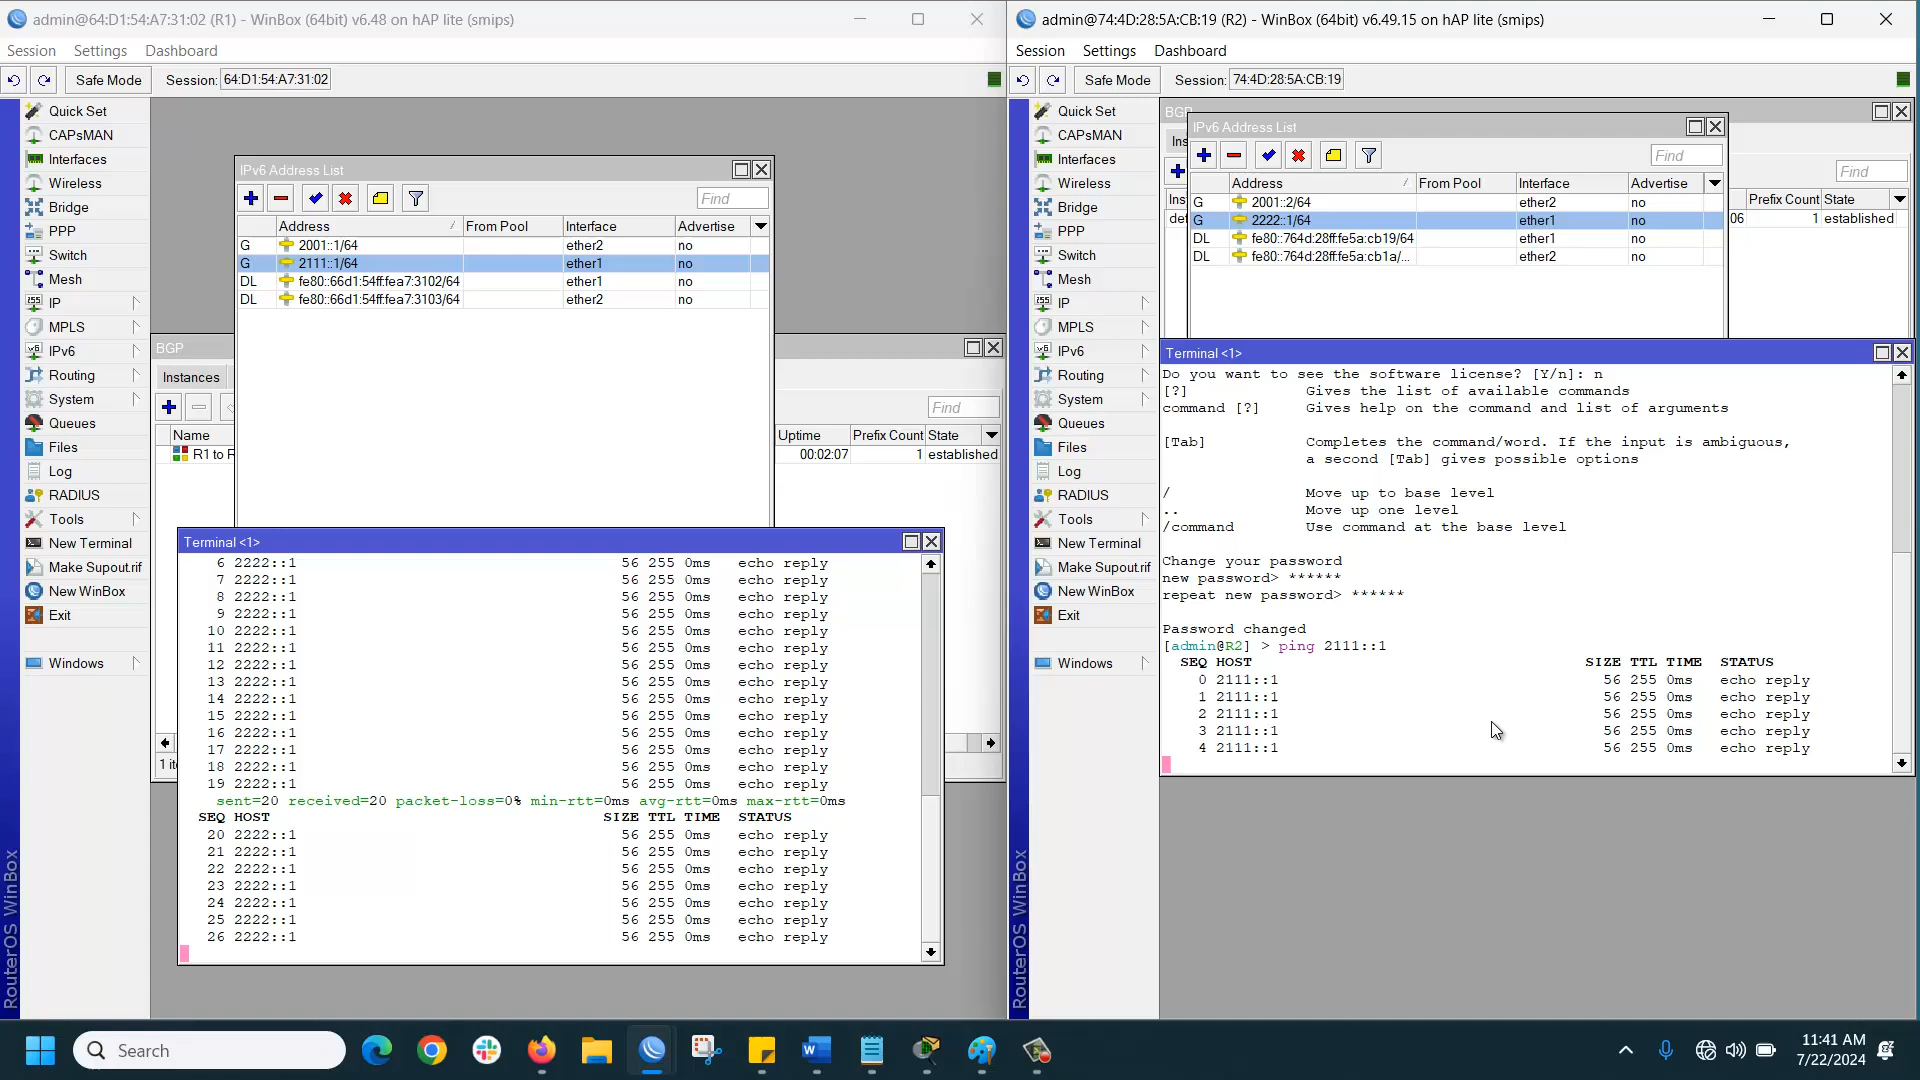 admin@64:D1:54:A7:31:02 (R1) - WinBox (64bit) v6.48 on hAP lite (smips)
Session Settings Dashboard
Safe Mode Session: 64:D1:54:A7:31:02
Quick Set
CAPsMAN
Interfaces
Wireless
Bridge
PPP
Switch
Mesh
IP
MPLS
IPv6
Routing
System
Queues
Files
Log
RADIUS
Tools
New Terminal
Make Supout.rif
New WinBox
Exit
Windows
RouterOS WinBox
IPv6 Address List
Find
Address From Pool Interface Advertise
G 2001::1/64 ether2 no
G 2111::1/64 ether1 no
DL fe80::66d1:54ff:fea7:3102/64 ether1 no
DL fe80::66d1:54ff:fea7:3103/64 ether2 no
BGP
Instances
Find
Name Uptime Prefix Count State
R1 to R 00:02:07 1 established
1 it
Terminal <1>
6 2222::1 56 255 0ms echo reply
7 2222::1 56 255 0ms echo reply
8 2222::1 56 255 0ms echo reply
9 2222::1 56 255 0ms echo reply
10 2222::1 56 255 0ms echo reply
11 2222::1 56 255 0ms echo reply
12 2222::1 56 255 0ms echo reply
13 2222::1 56 255 0ms echo reply
14 2222::1 56 255 0ms echo reply
15 2222::1 56 255 0ms echo reply
16 2222::1 56 255 0ms echo reply
17 2222::1 56 255 0ms echo reply
18 2222::1 56 255 0ms echo reply
19 2222::1 56 255 0ms echo reply
sent=20 received=20 packet-loss=0% min-rtt=0ms avg-rtt=0ms max-rtt=0ms
SEQ HOST SIZE TTL TIME STATUS
20 2222::1 56 255 0ms echo reply
21 2222::1 56 255 0ms echo reply
22 2222::1 56 255 0ms echo reply
23 2222::1 56 255 0ms echo reply
24 2222::1 56 255 0ms echo reply
25 2222::1 56 255 0ms echo reply
26 2222::1 56 255 0ms echo reply
admin@74:4D:28:5A:CB:19 (R2) - WinBox (64bit) v6.49.15 on hAP lite (smips)
Session Settings Dashboard
Safe Mode Session: 74:4D:28:5A:CB:19
Quick Set
CAPsMAN
Interfaces
Wireless
Bridge
PPP
Switch
Mesh
IP
MPLS
IPv6
Routing
System
Queues
Files
Log
RADIUS
Tools
New Terminal
Make Supout.rif
New WinBox
Exit
Windows
RouterOS WinBox
BGP
Ins
Find
Ins Prefix Count State
def 06 1 established
IPv6 Address List
Find
Address From Pool Interface Advertise
G 2001::2/64 ether2 no
G 2222::1/64 ether1 no
DL fe80::764d:28ff:fe5a:cb19/64 ether1 no
DL fe80::764d:28ff:fe5a:cb1a/... ether2 no
Terminal <1>
Do you want to see the software license? [Y/n]: n
[?] Gives the list of available commands
command [?] Gives help on the command and list of arguments
[Tab] Completes the command/word. If the input is ambiguous,
a second [Tab] gives possible options
/ Move up to base level
.. Move up one level
/command Use command at the base level
Change your password
new password> ******
repeat new password> ******
Password changed
[admin@R2] > ping 2111::1
SEQ HOST SIZE TTL TIME STATUS
0 2111::1 56 255 0ms echo reply
1 2111::1 56 255 0ms echo reply
2 2111::1 56 255 0ms echo reply
3 2111::1 56 255 0ms echo reply
4 2111::1 56 255 0ms echo reply
Search
11:41 AM
7/22/2024